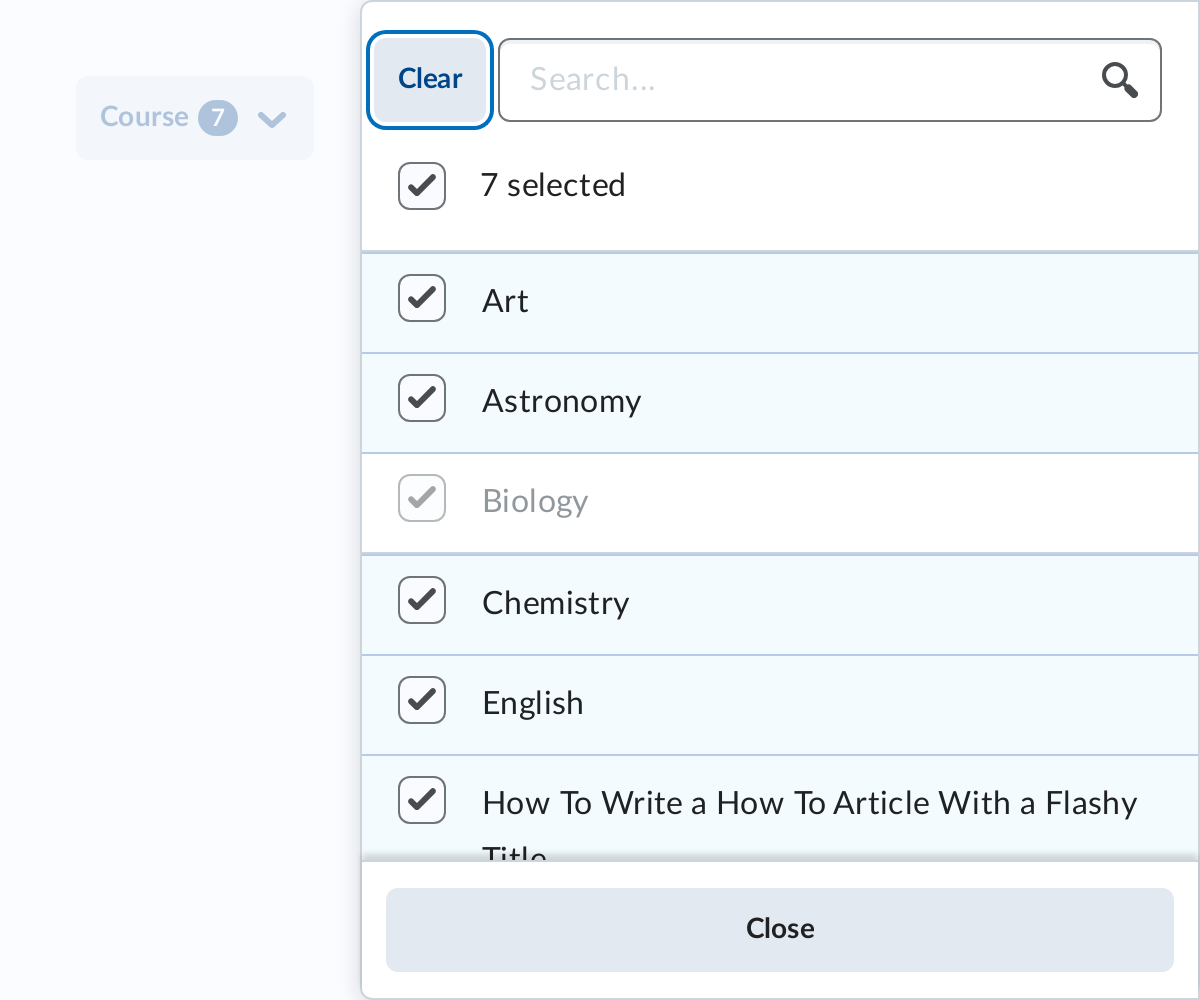 Course 7
Clear
Search...
7 selected
Art
Astronomy
Biology
Chemistry
English
How To Write a How To Article With a Flashy
Title
Close